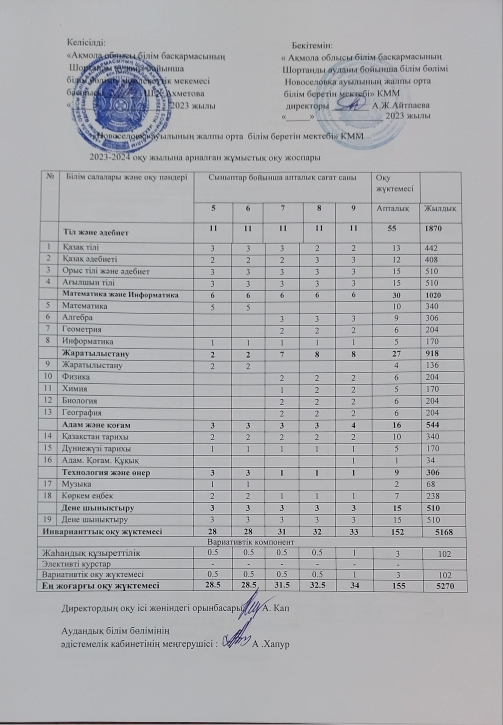 Келісілді:
«Ақмола облысы білім басқармасының
Шортанды ауданы бойынша
білім бөлімі» мемлекеттік мекемесі
басшысы Ш.Х.Ахметова
« 2023 жылы
Бекітемін:
« Ақмола облысы білім басқармасының
Шортанды ауданы бойынша білім бөлімі
Новоселовка ауылының жалпы орта
білім беретін мектебі» КММ
директоры А.Ж.Айтпаева
«_____» 2023 жылы
«Новоселовка ауылының жалпы орта білім беретін мектебі» КММ
2023-2024 оқу жылына арналған жұмыстық оқу жоспары
№ Білім салалары және оқу пәндері Сыныптар бойынша апталық сағат саны Оқу жүктемесі
5 6 7 8 9 Апталық Жылдық
Тіл және әдебиет 11 11 11 11 11 55 1870
1 Қазақ тілі 3 3 3 2 2 13 442
2 Қазақ әдебиеті 2 2 2 3 3 12 408
3 Орыс тілі және әдебиет 3 3 3 3 3 15 510
4 Ағылшын тілі 3 3 3 3 3 15 510
Математика және Информатика 6 6 6 6 6 30 1020
5 Математика 5 5 10 340
6 Алгебра 3 3 3 9 306
7 Геометрия 2 2 2 6 204
8 Информатика 1 1 1 1 1 5 170
Жаратылыстану 2 2 7 8 8 27 918
9 Жаратылыстану 2 2 4 136
10 Физика 2 2 2 6 204
11 Химия 1 2 2 5 170
12 Биология 2 2 2 6 204
13 География 2 2 2 6 204
Адам және қоғам 3 3 3 3 4 16 544
14 Қазақстан тарихы 2 2 2 2 2 10 340
15 Дүниежүзі тарихы 1 1 1 1 1 5 170
16 Адам. Қоғам. Құқық 1 1 34
Технология және өнер 3 3 1 1 1 9 306
17 Музыка 1 1 2 68
18 Көркем еңбек 2 2 1 1 1 7 238
Дене шынықтыру 3 3 3 3 3 15 510
19 Дене шынықтыру 3 3 3 3 3 15 510
Инварианттық оқу жүктемесі 28 28 31 32 33 152 5168
Вариативтік компонент
Жаһандық құзыреттілік 0.5 0.5 0.5 0.5 1 3 102
Элективті курстар - - - - - - -
Вариативтік оқу жүктемесі 0.5 0.5 0.5 0.5 1 3 102
Ең жоғарғы оқу жүктемесі 28.5 28.5 31.5 32.5 34 155 5270
Директордың оқу ісі жөніндегі орынбасары А. Кап
Аудандық білім бөлімінің
әдістемелік кабинетінің меңгерушісі : А .Хапур